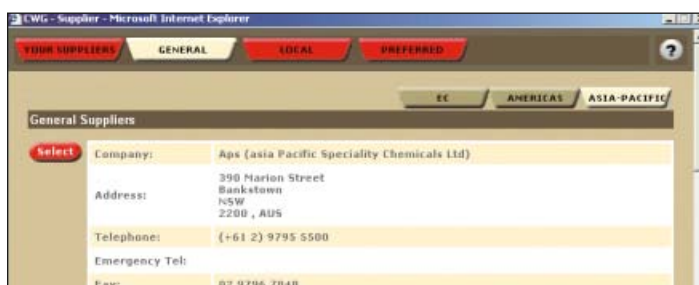 CWG - Supplier - Microsoft Internet Explorer
YOUR SUPPLIERS GENERAL LOCAL PREFERRED ?
EC AMERICAS ASIA-PACIFIC
General Suppliers
Select Company: Aps (asia Pacific Speciality Chemicals Ltd)
Address: 390 Marion Street
Bankstown
NSW
2200 , AUS
Telephone: (+61 2) 9795 5500
Emergency Tel:
Fax: